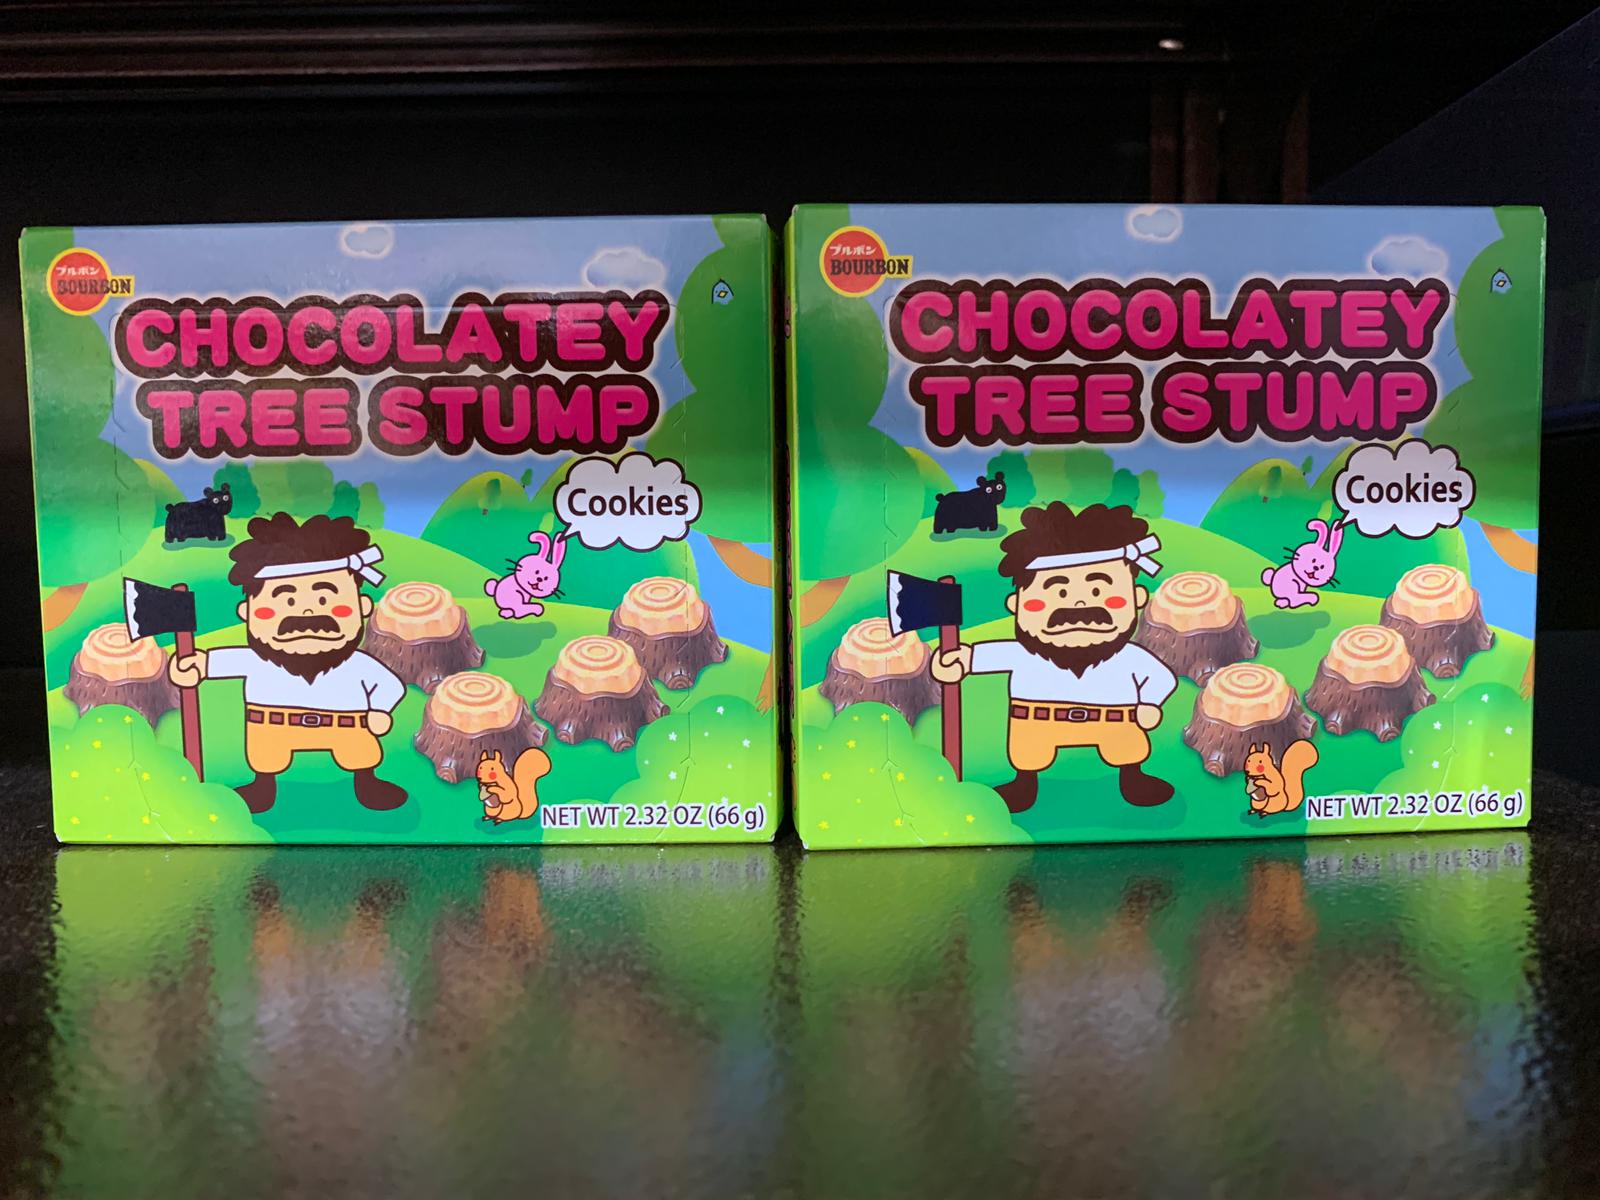 ブルボン
BOURBON
CHOCOLATEY
TREE STUMP
Cookies
NET WT 2.32 OZ (66 g)
ブルボン
BOURBON
CHOCOLATEY
TREE STUMP
Cookies
NET WT 2.32 OZ (66 g)